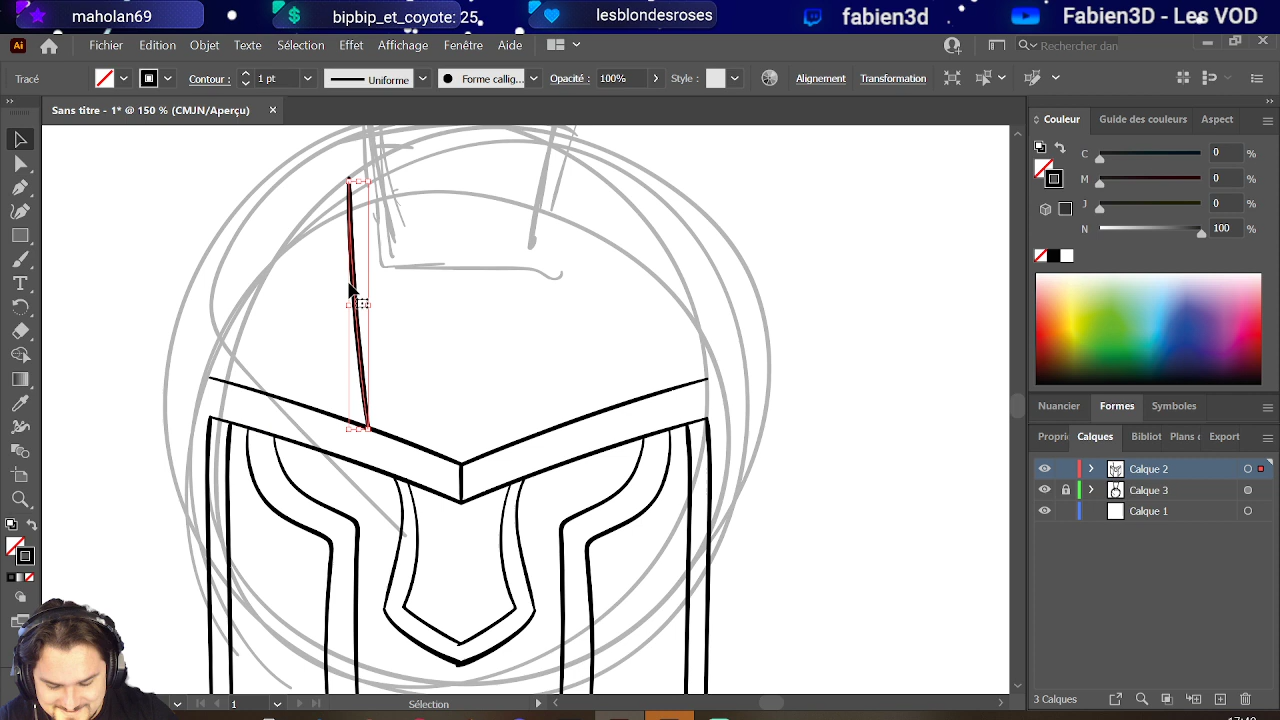 maholan69 bipbip_et_coyote: 25 lesblondesroses fabien3d Fabien3D - Les VOD
Ai Fichier Edition Objet Texte Sélection Effet Affichage Fenêtre Aide Rechercher dan
Tracé Contour : 1 pt Uniforme Forme callig... Opacité : 100% Style : Alignement Transformation
Sans titre - 1* @ 150 % (CMJN/Aperçu) ×
Couleur Guide des couleurs Aspect
C 0 %
M 0 %
J 0 %
N 100 %
Nuancier Formes Symboles
Propri Calques Bibliot Plans c Export
Calque 2
Calque 3
Calque 1
1 Sélection 3 Calques